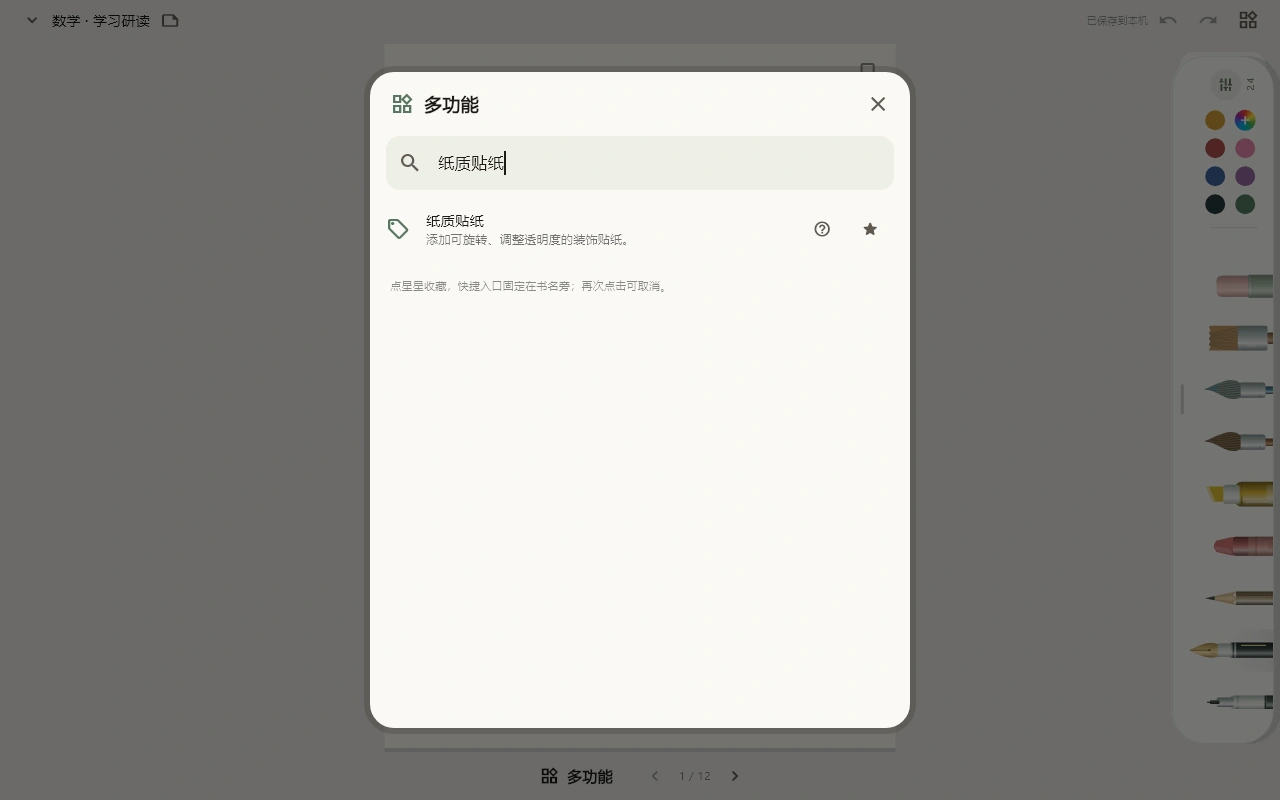 数学 · 学习研读
已保存到本机
24
多功能
纸质贴纸
纸质贴纸
添加可旋转、调整透明度的装饰贴纸。
点星星收藏，快捷入口固定在书名旁；再次点击可取消。
多功能
1 / 12